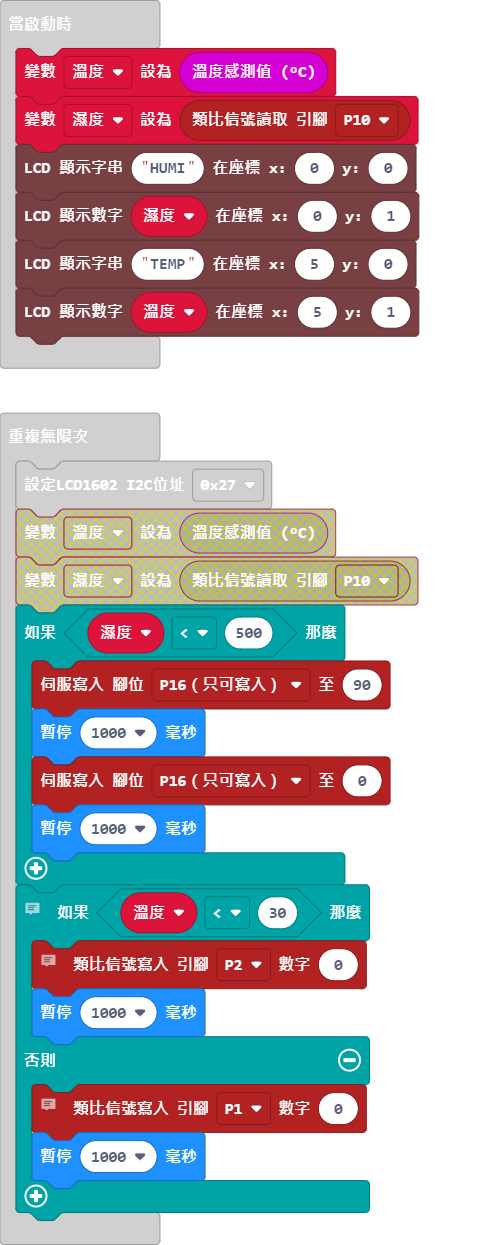 當啟動時
變數 溫度 設為 溫度感測值 (ºC)
變數 濕度 設為 類比信號讀取 引腳 P10
LCD 顯示字串 "HUMI" 在座標 x: 0 y: 0
LCD 顯示數字 濕度 在座標 x: 0 y: 1
LCD 顯示字串 "TEMP" 在座標 x: 5 y: 0
LCD 顯示數字 溫度 在座標 x: 5 y: 1
重複無限次
設定LCD1602 I2C位址 0x27
變數 溫度 設為 溫度感測值 (ºC)
變數 濕度 設為 類比信號讀取 引腳 P10
如果 濕度 < 500 那麼
伺服寫入 腳位 P16(只可寫入) 至 90
暫停 1000 毫秒
伺服寫入 腳位 P16(只可寫入) 至 0
暫停 1000 毫秒
如果 溫度 < 30 那麼
類比信號寫入 引腳 P2 數字 0
暫停 1000 毫秒
否則
類比信號寫入 引腳 P1 數字 0
暫停 1000 毫秒